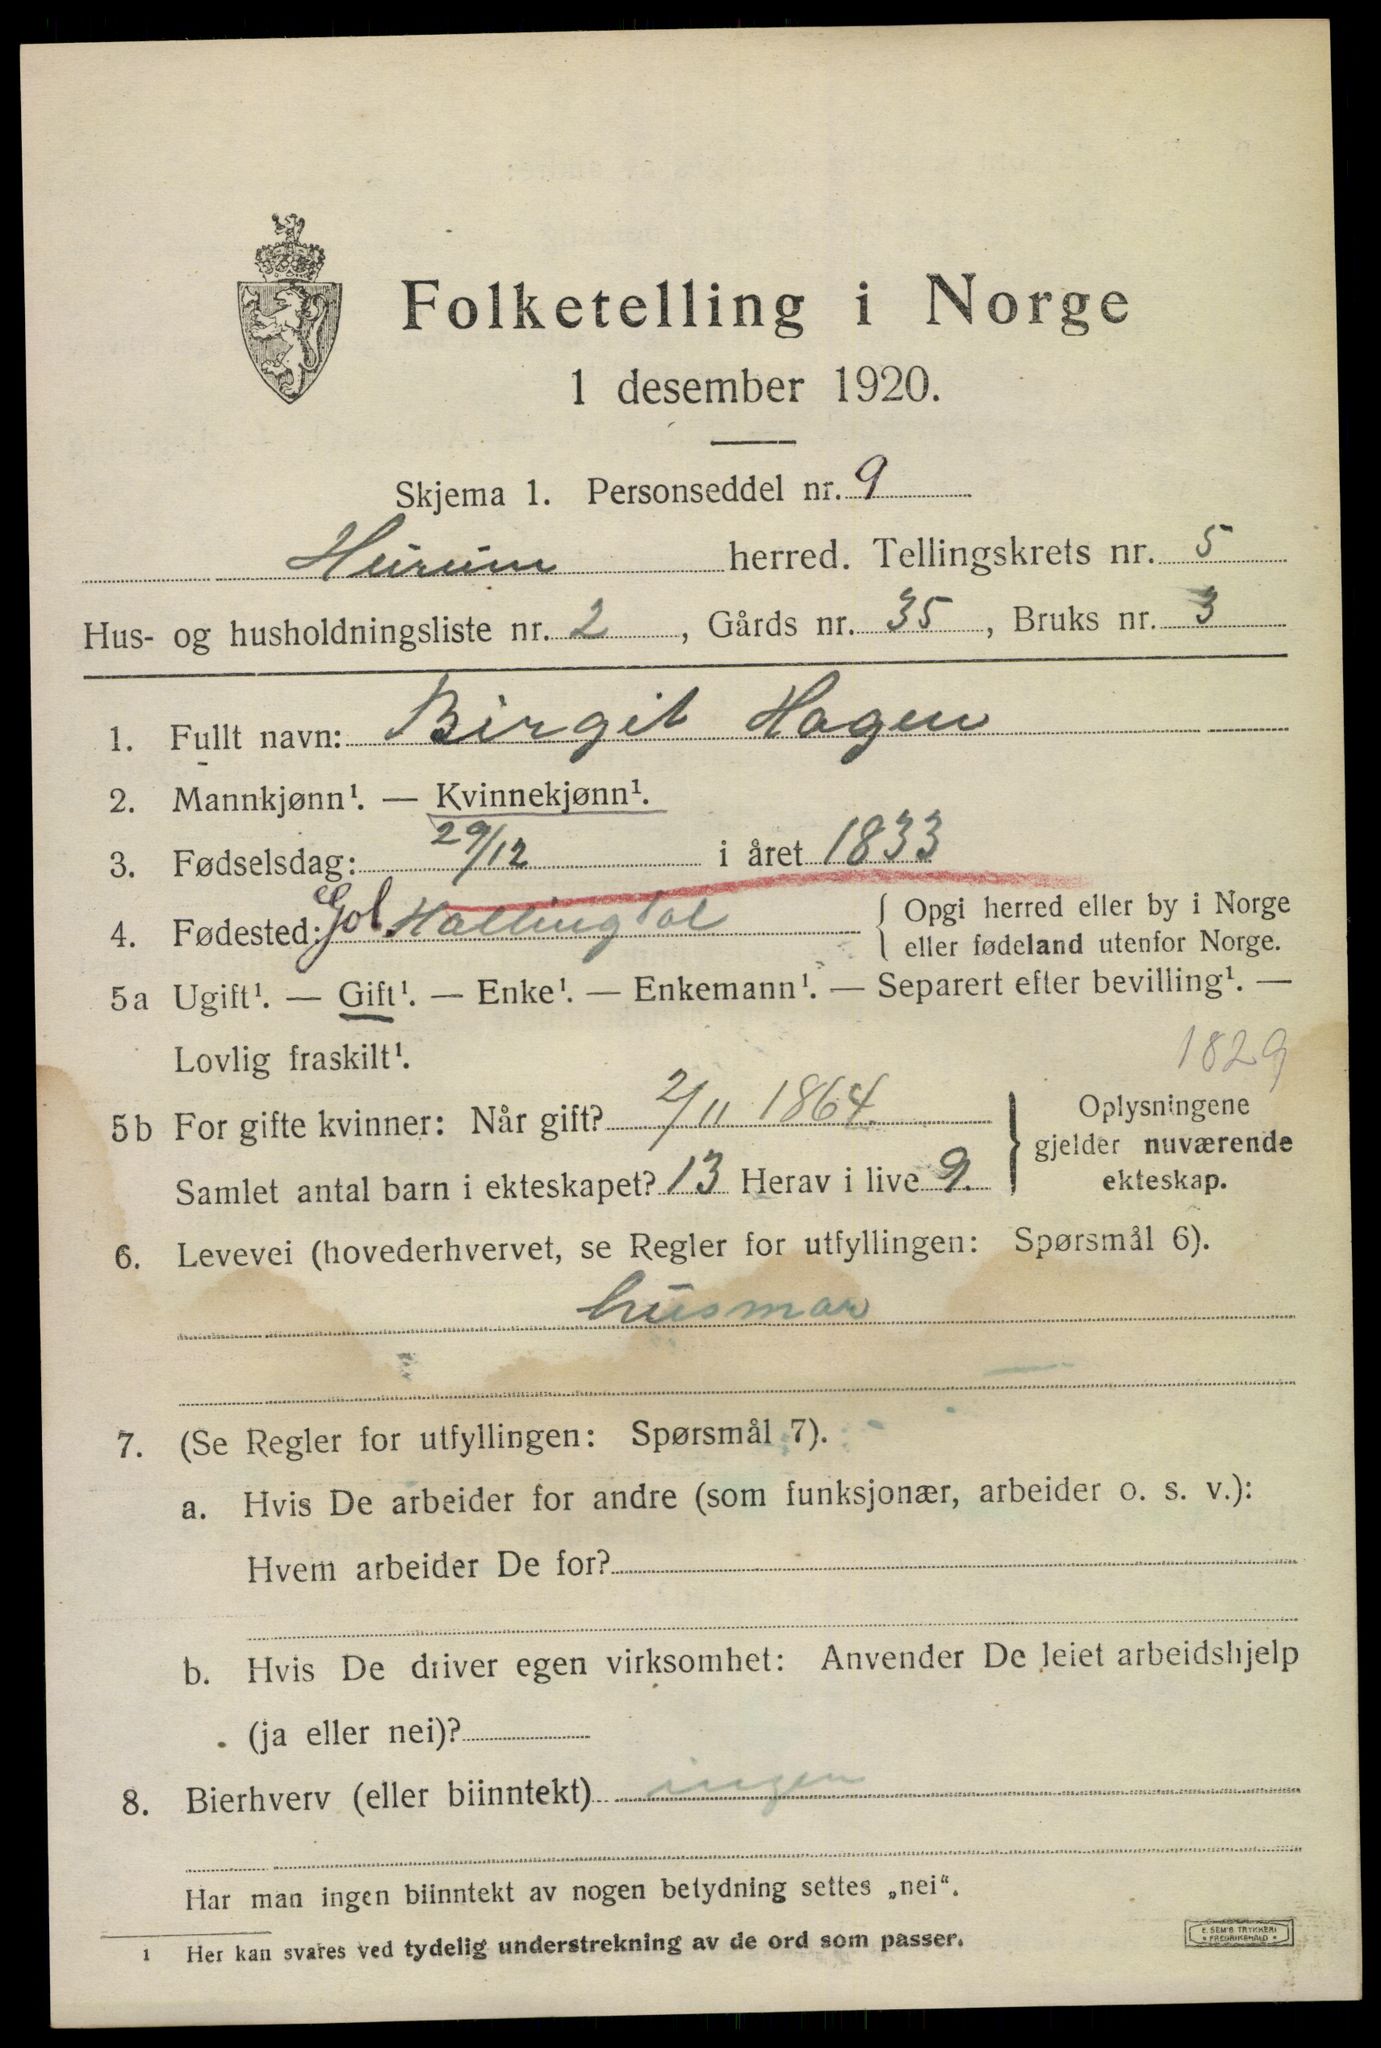 Folketelling i Norge
1 desember 1920.
Skjema 1. Personseddel nr. 9
Hurum herred. Tellingskrets nr. 5
Hus- og husholdningsliste nr. 2, Gårds nr. 35, Bruks nr. 3
1. Fullt navn: Birgit Hagen
2. Mannkjønn¹. — Kvinnekjønn¹.
3. Fødselsdag: 29/12 i året 1833
4. Fødested: Gol Hallingdal { Opgi herred eller by i Norge
eller fødeland utenfor Norge.
5a Ugift¹. — Gift¹. — Enke¹. — Enkemann¹. — Separert efter bevilling¹. —
Lovlig fraskilt¹.
1829
5b For gifte kvinner: Når gift? 2/11 1864. } Oplysningene
gjelder nuværende
Samlet antal barn i ekteskapet? 13 Herav i live 9. ekteskap.
6. Levevei (hovederhvervet, se Regler for utfyllingen: Spørsmål 6).
husmor
7. (Se Regler for utfyllingen: Spørsmål 7).
a. Hvis De arbeider for andre (som funksjonær, arbeider o. s. v.):
Hvem arbeider De for?
b. Hvis De driver egen virksomhet: Anvender De leiet arbeidshjelp
(ja eller nei)?
8. Bierhverv (eller biinntekt) ingen
Har man ingen biinntekt av nogen betydning settes „nei“.
1 Her kan svares ved tydelig understrekning av de ord som passer.
E. SEM'S TRYKKERI
FREDRIKSHALD